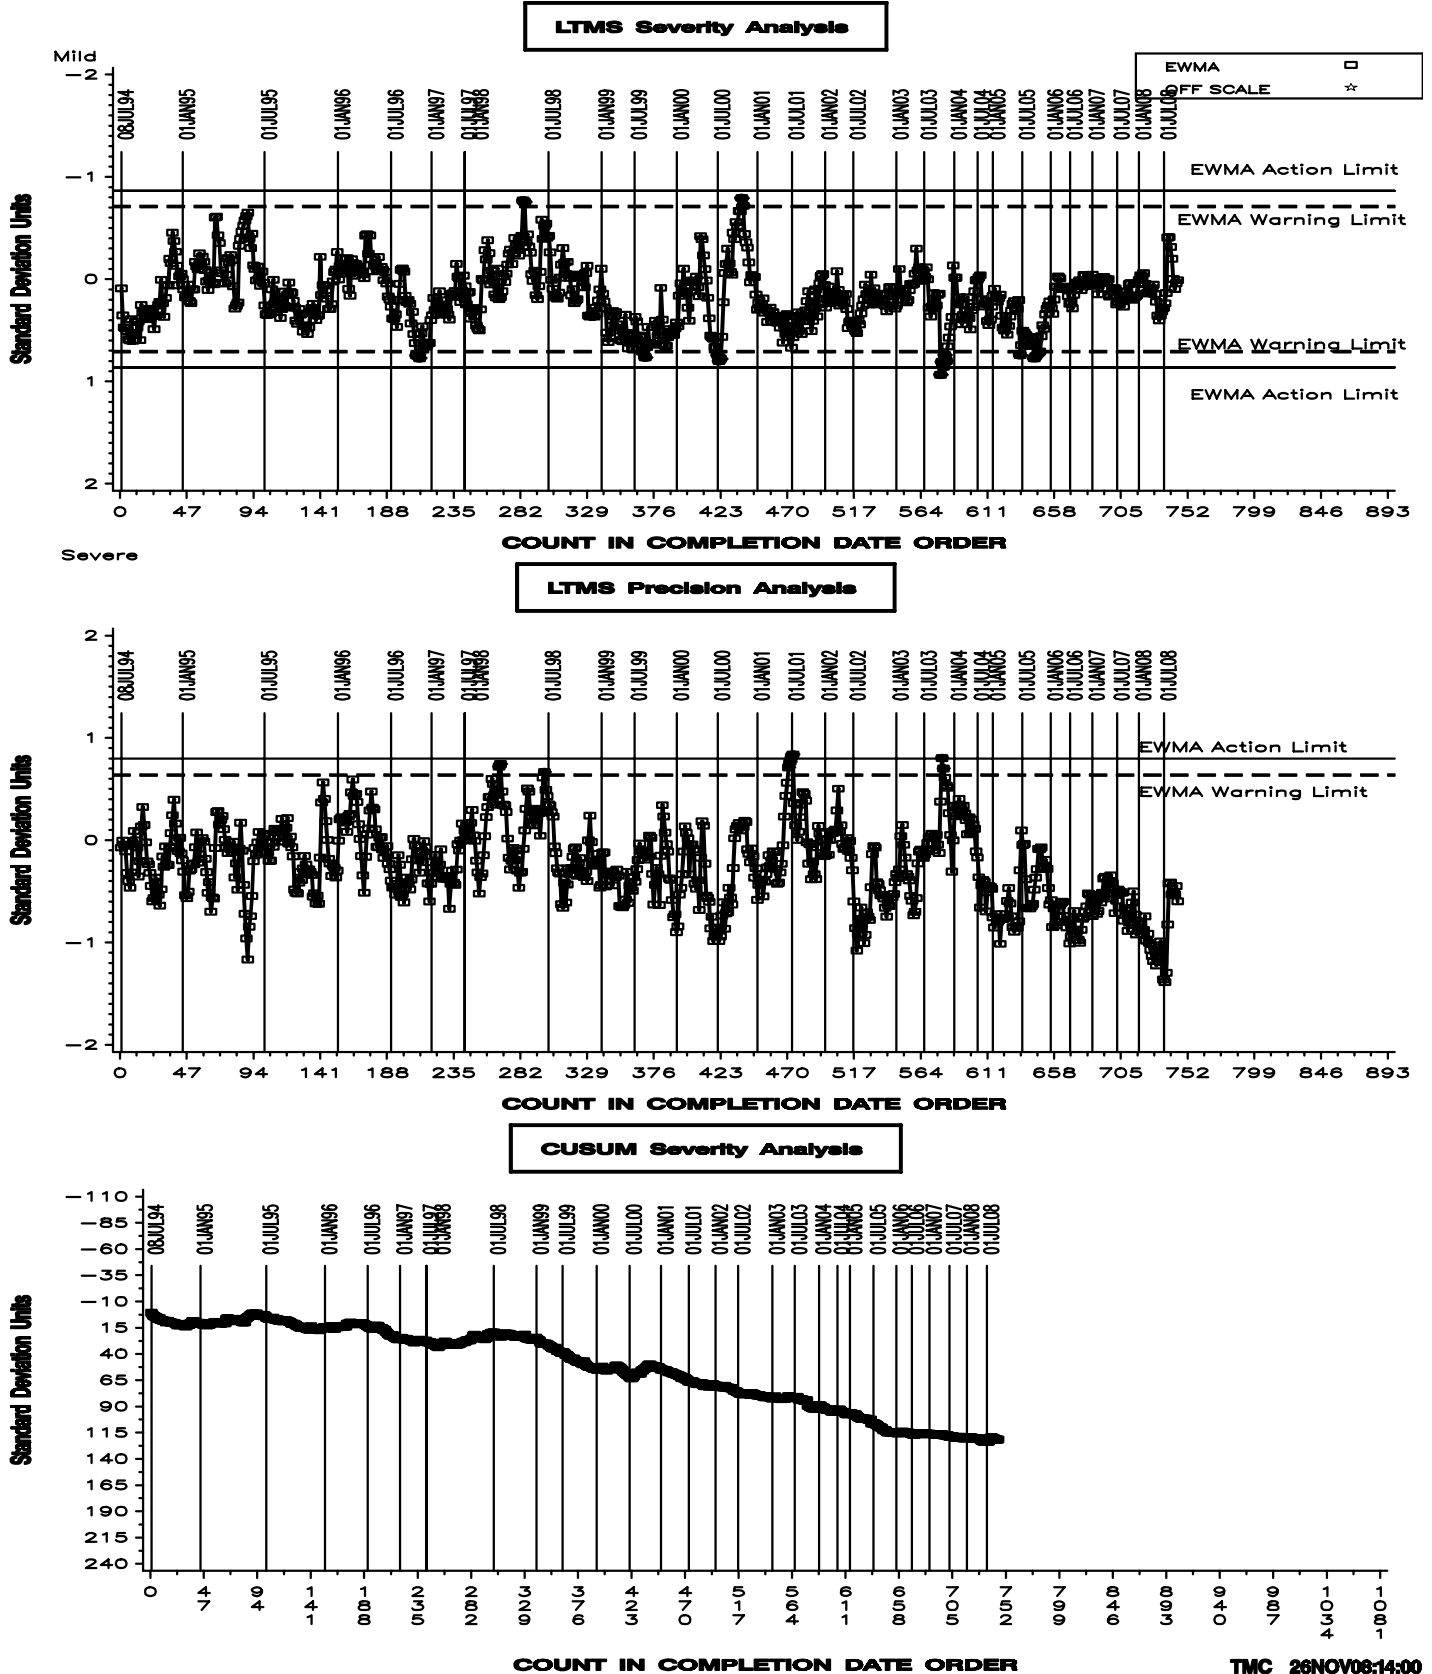 LTMS Severity Analysis
Mild
EWMA
OFF SCALE
08JUL94 01JAN95 01JUL95 01JAN96 01JUL96 01JAN97 01JUL97 01JAN98 01JUL98 01JAN99 01JUL99 01JAN00 01JUL00 01JAN01 01JUL01 01JAN02 01JUL02 01JAN03 01JUL03 01JAN04 01JUL04 01JAN05 01JUL05 01JAN06 01JUL06 01JAN07 01JUL07 01JAN08 01JUL08
-2
-1
0
1
2
Standard Deviation Units
EWMA Action Limit
EWMA Warning Limit
EWMA Warning Limit
EWMA Action Limit
0 47 94 141 188 235 282 329 376 423 470 517 564 611 658 705 752 799 846 893
COUNT IN COMPLETION DATE ORDER
Severe
LTMS Precision Analysis
08JUL94 01JAN95 01JUL95 01JAN96 01JUL96 01JAN97 01JUL97 01JAN98 01JUL98 01JAN99 01JUL99 01JAN00 01JUL00 01JAN01 01JUL01 01JAN02 01JUL02 01JAN03 01JUL03 01JAN04 01JUL04 01JAN05 01JUL05 01JAN06 01JUL06 01JAN07 01JUL07 01JAN08 01JUL08
2
1
0
-1
-2
Standard Deviation Units
EWMA Action Limit
EWMA Warning Limit
0 47 94 141 188 235 282 329 376 423 470 517 564 611 658 705 752 799 846 893
COUNT IN COMPLETION DATE ORDER
CUSUM Severity Analysis
08JUL94 01JAN95 01JUL95 01JAN96 01JUL96 01JAN97 01JUL97 01JAN98 01JUL98 01JAN99 01JUL99 01JAN00 01JUL00 01JAN01 01JUL01 01JAN02 01JUL02 01JAN03 01JUL03 01JAN04 01JUL04 01JAN05 01JUL05 01JAN06 01JUL06 01JAN07 01JUL07 01JAN08 01JUL08
-110
-85
-60
-35
-10
15
40
65
90
115
140
165
190
215
240
Standard Deviation Units
0 47 94 141 188 235 282 329 376 423 470 517 564 611 658 705 752 799 846 893 940 987 1034 1081
COUNT IN COMPLETION DATE ORDER
TMC 26NOV08:14:00